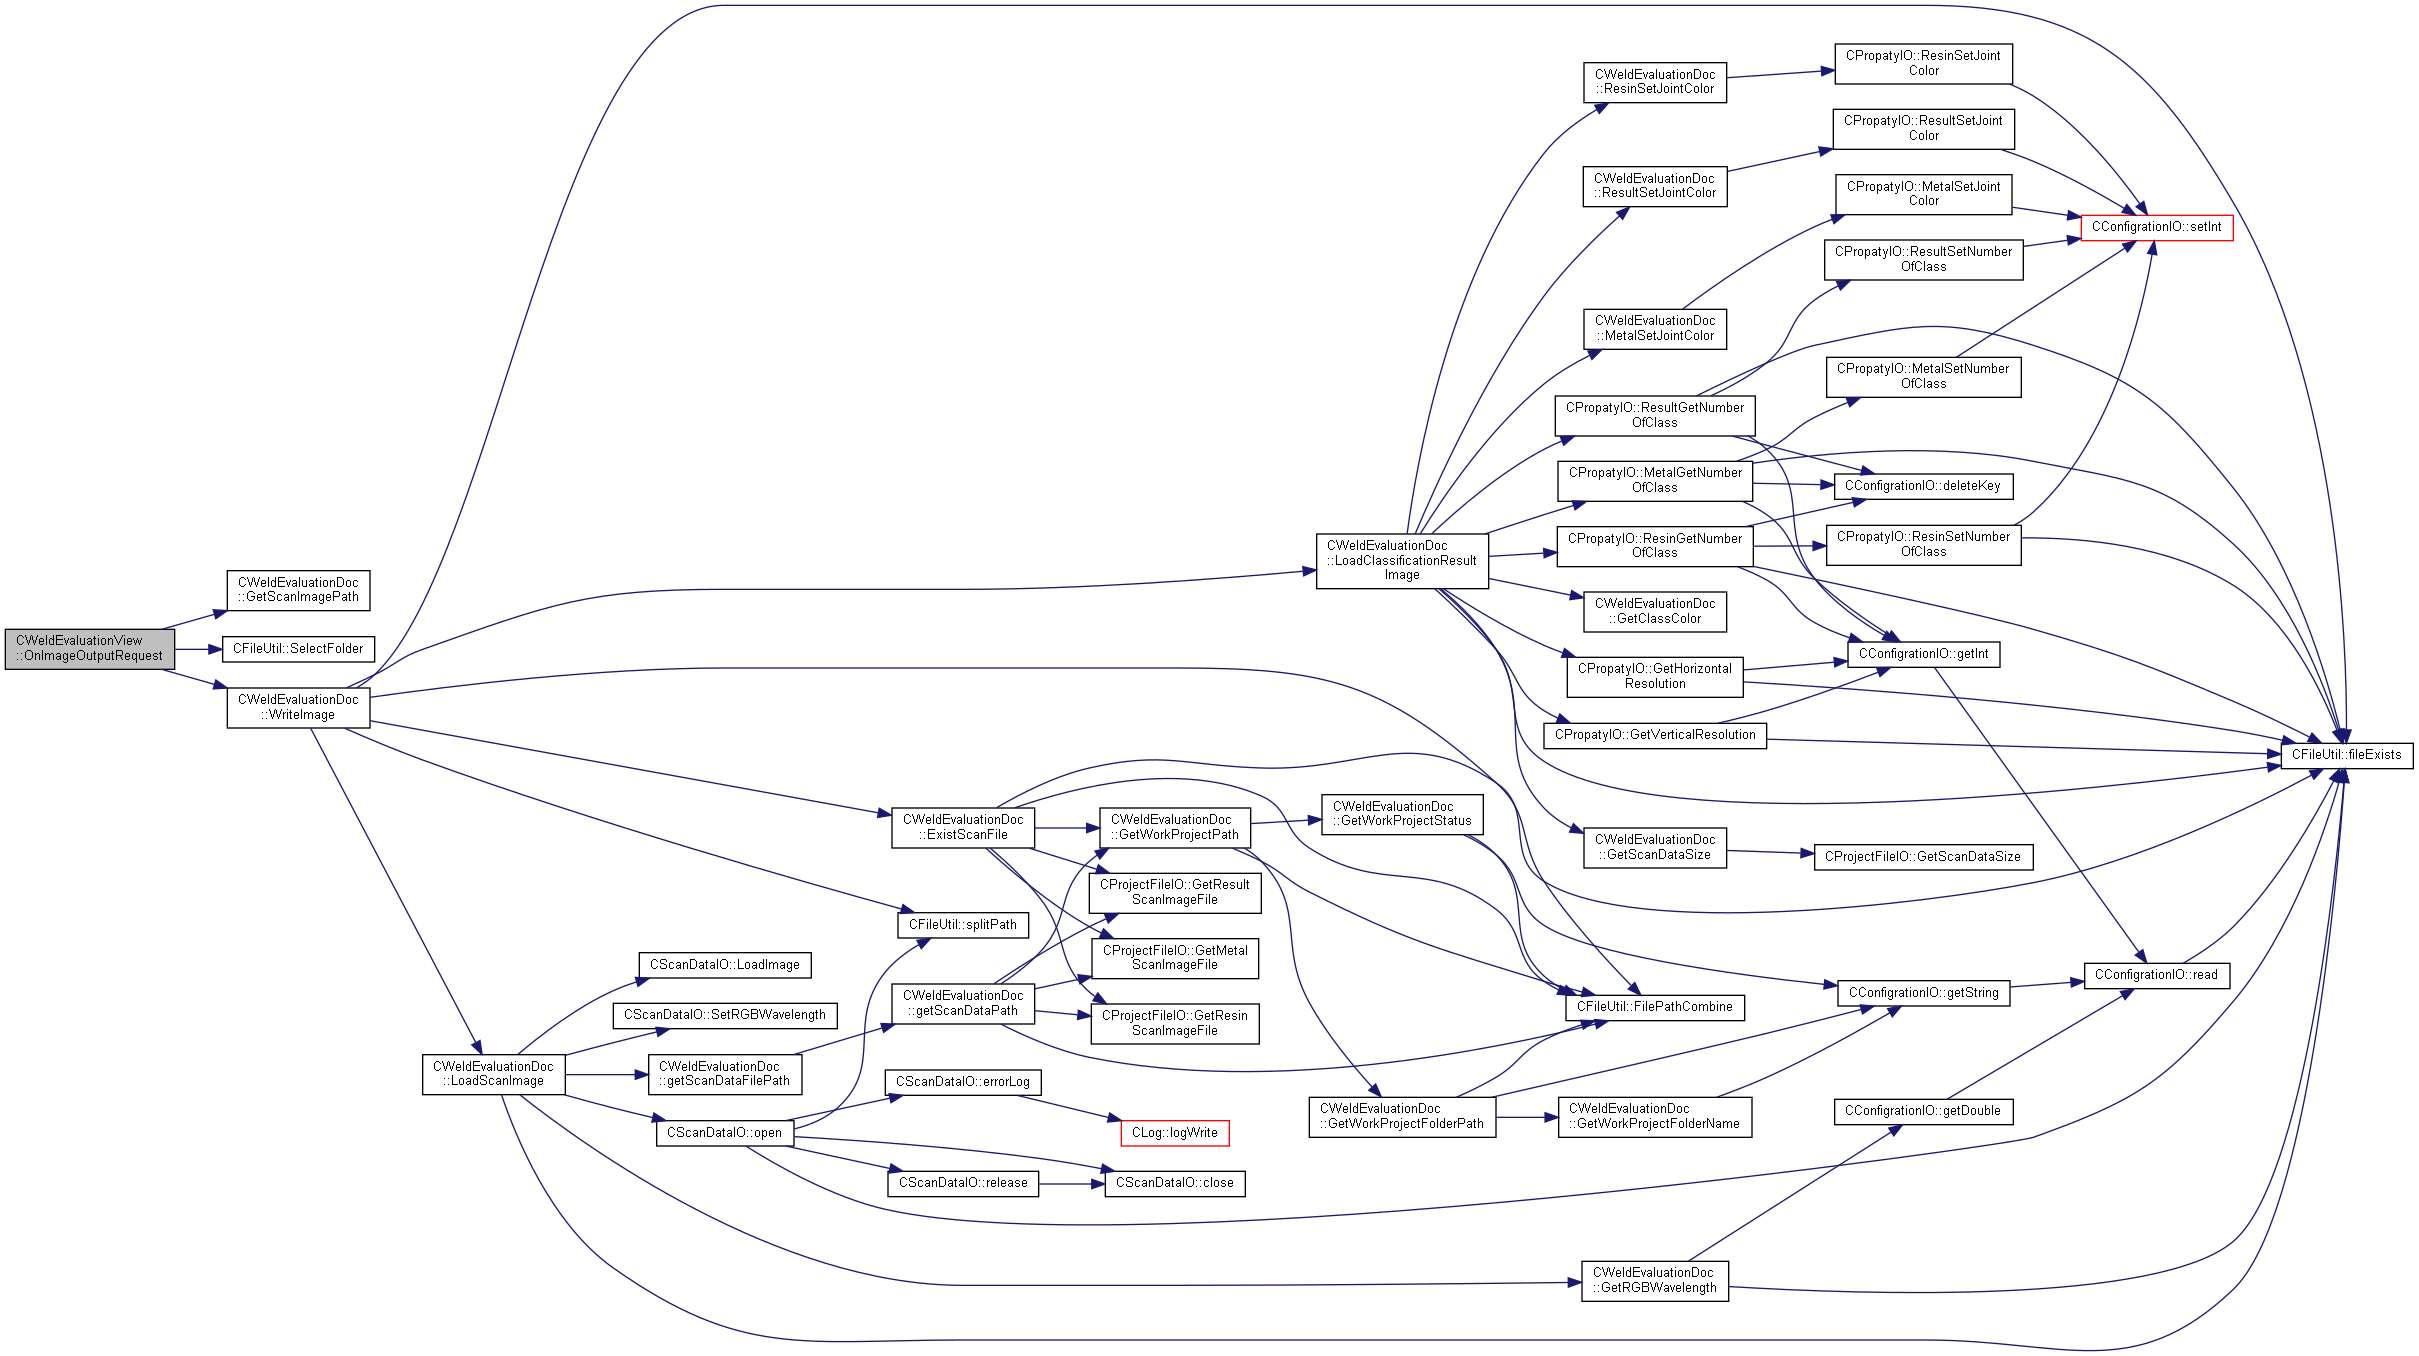 CWeldEvaluationView
::OnImageOutputRequest
CWeldEvaluationDoc
::GetScanImagePath
CFileUtil::SelectFolder
CWeldEvaluationDoc
::WriteImage
CWeldEvaluationDoc
::LoadScanImage
CScanDataIO::LoadImage
CScanDataIO::SetRGBWavelength
CWeldEvaluationDoc
::getScanDataFilePath
CScanDataIO::open
CWeldEvaluationDoc
::ExistScanFile
CFileUtil::splitPath
CWeldEvaluationDoc
::getScanDataPath
CScanDataIO::errorLog
CScanDataIO::release
CWeldEvaluationDoc
::GetWorkProjectPath
CProjectFileIO::GetResult
ScanImageFile
CProjectFileIO::GetMetal
ScanImageFile
CProjectFileIO::GetResin
ScanImageFile
CLog::logWrite
CScanDataIO::close
CWeldEvaluationDoc
::LoadClassificationResult
Image
CWeldEvaluationDoc
::GetWorkProjectStatus
CWeldEvaluationDoc
::GetWorkProjectFolderPath
CWeldEvaluationDoc
::ResinSetJointColor
CWeldEvaluationDoc
::ResultSetJointColor
CWeldEvaluationDoc
::MetalSetJointColor
CPropatyIO::ResultGetNumber
OfClass
CPropatyIO::MetalGetNumber
OfClass
CPropatyIO::ResinGetNumber
OfClass
CWeldEvaluationDoc
::GetClassColor
CPropatyIO::GetHorizontal
Resolution
CPropatyIO::GetVerticalResolution
CWeldEvaluationDoc
::GetScanDataSize
CFileUtil::FilePathCombine
CWeldEvaluationDoc
::GetWorkProjectFolderName
CWeldEvaluationDoc
::GetRGBWavelength
CPropatyIO::ResinSetJoint
Color
CPropatyIO::ResultSetJoint
Color
CPropatyIO::MetalSetJoint
Color
CPropatyIO::ResultSetNumber
OfClass
CPropatyIO::MetalSetNumber
OfClass
CConfigrationIO::deleteKey
CPropatyIO::ResinSetNumber
OfClass
CConfigrationIO::getInt
CProjectFileIO::GetScanDataSize
CConfigrationIO::getString
CConfigrationIO::getDouble
CConfigrationIO::setInt
CConfigrationIO::read
CFileUtil::fileExists